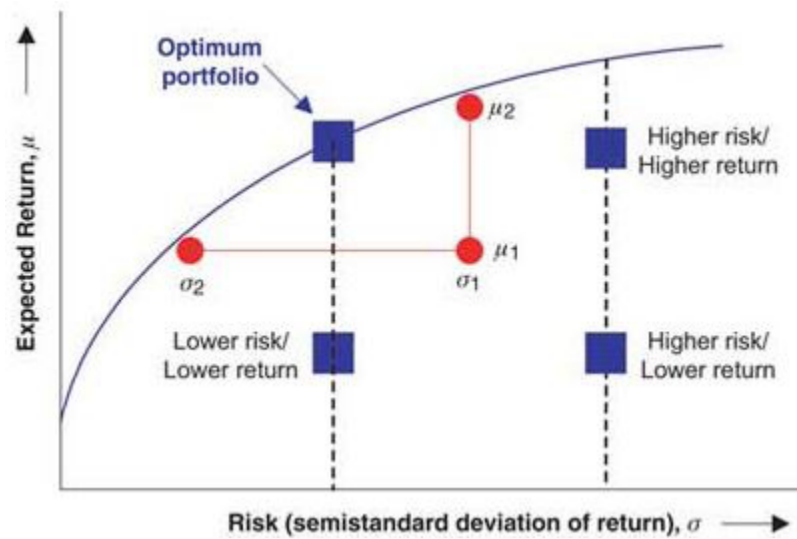 Optimum
portfolio
Expected Return, μ
μ2
Higher risk/
Higher return
μ1
σ2
σ1
Lower risk/
Lower return
Higher risk/
Lower return
Risk (semistandard deviation of return), σ